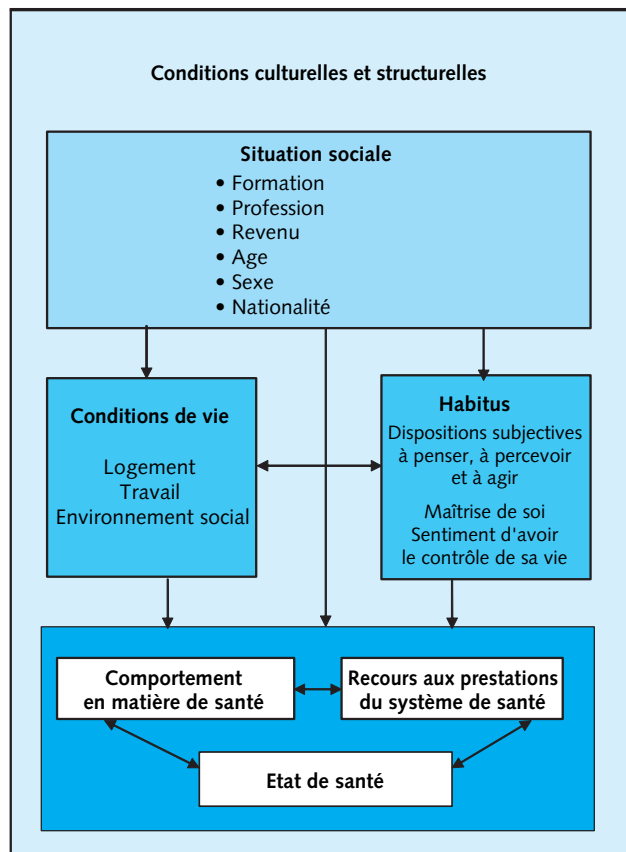 Conditions culturelles et structurelles
Situation sociale
• Formation
• Profession
• Revenu
• Age
• Sexe
• Nationalité
Conditions de vie
Logement
Travail
Environnement social
Habitus
Dispositions subjectives
à penser, à percevoir
et à agir
Maîtrise de soi
Sentiment d'avoir
le contrôle de sa vie
Comportement
en matière de santé
Recours aux prestations
du système de santé
Etat de santé